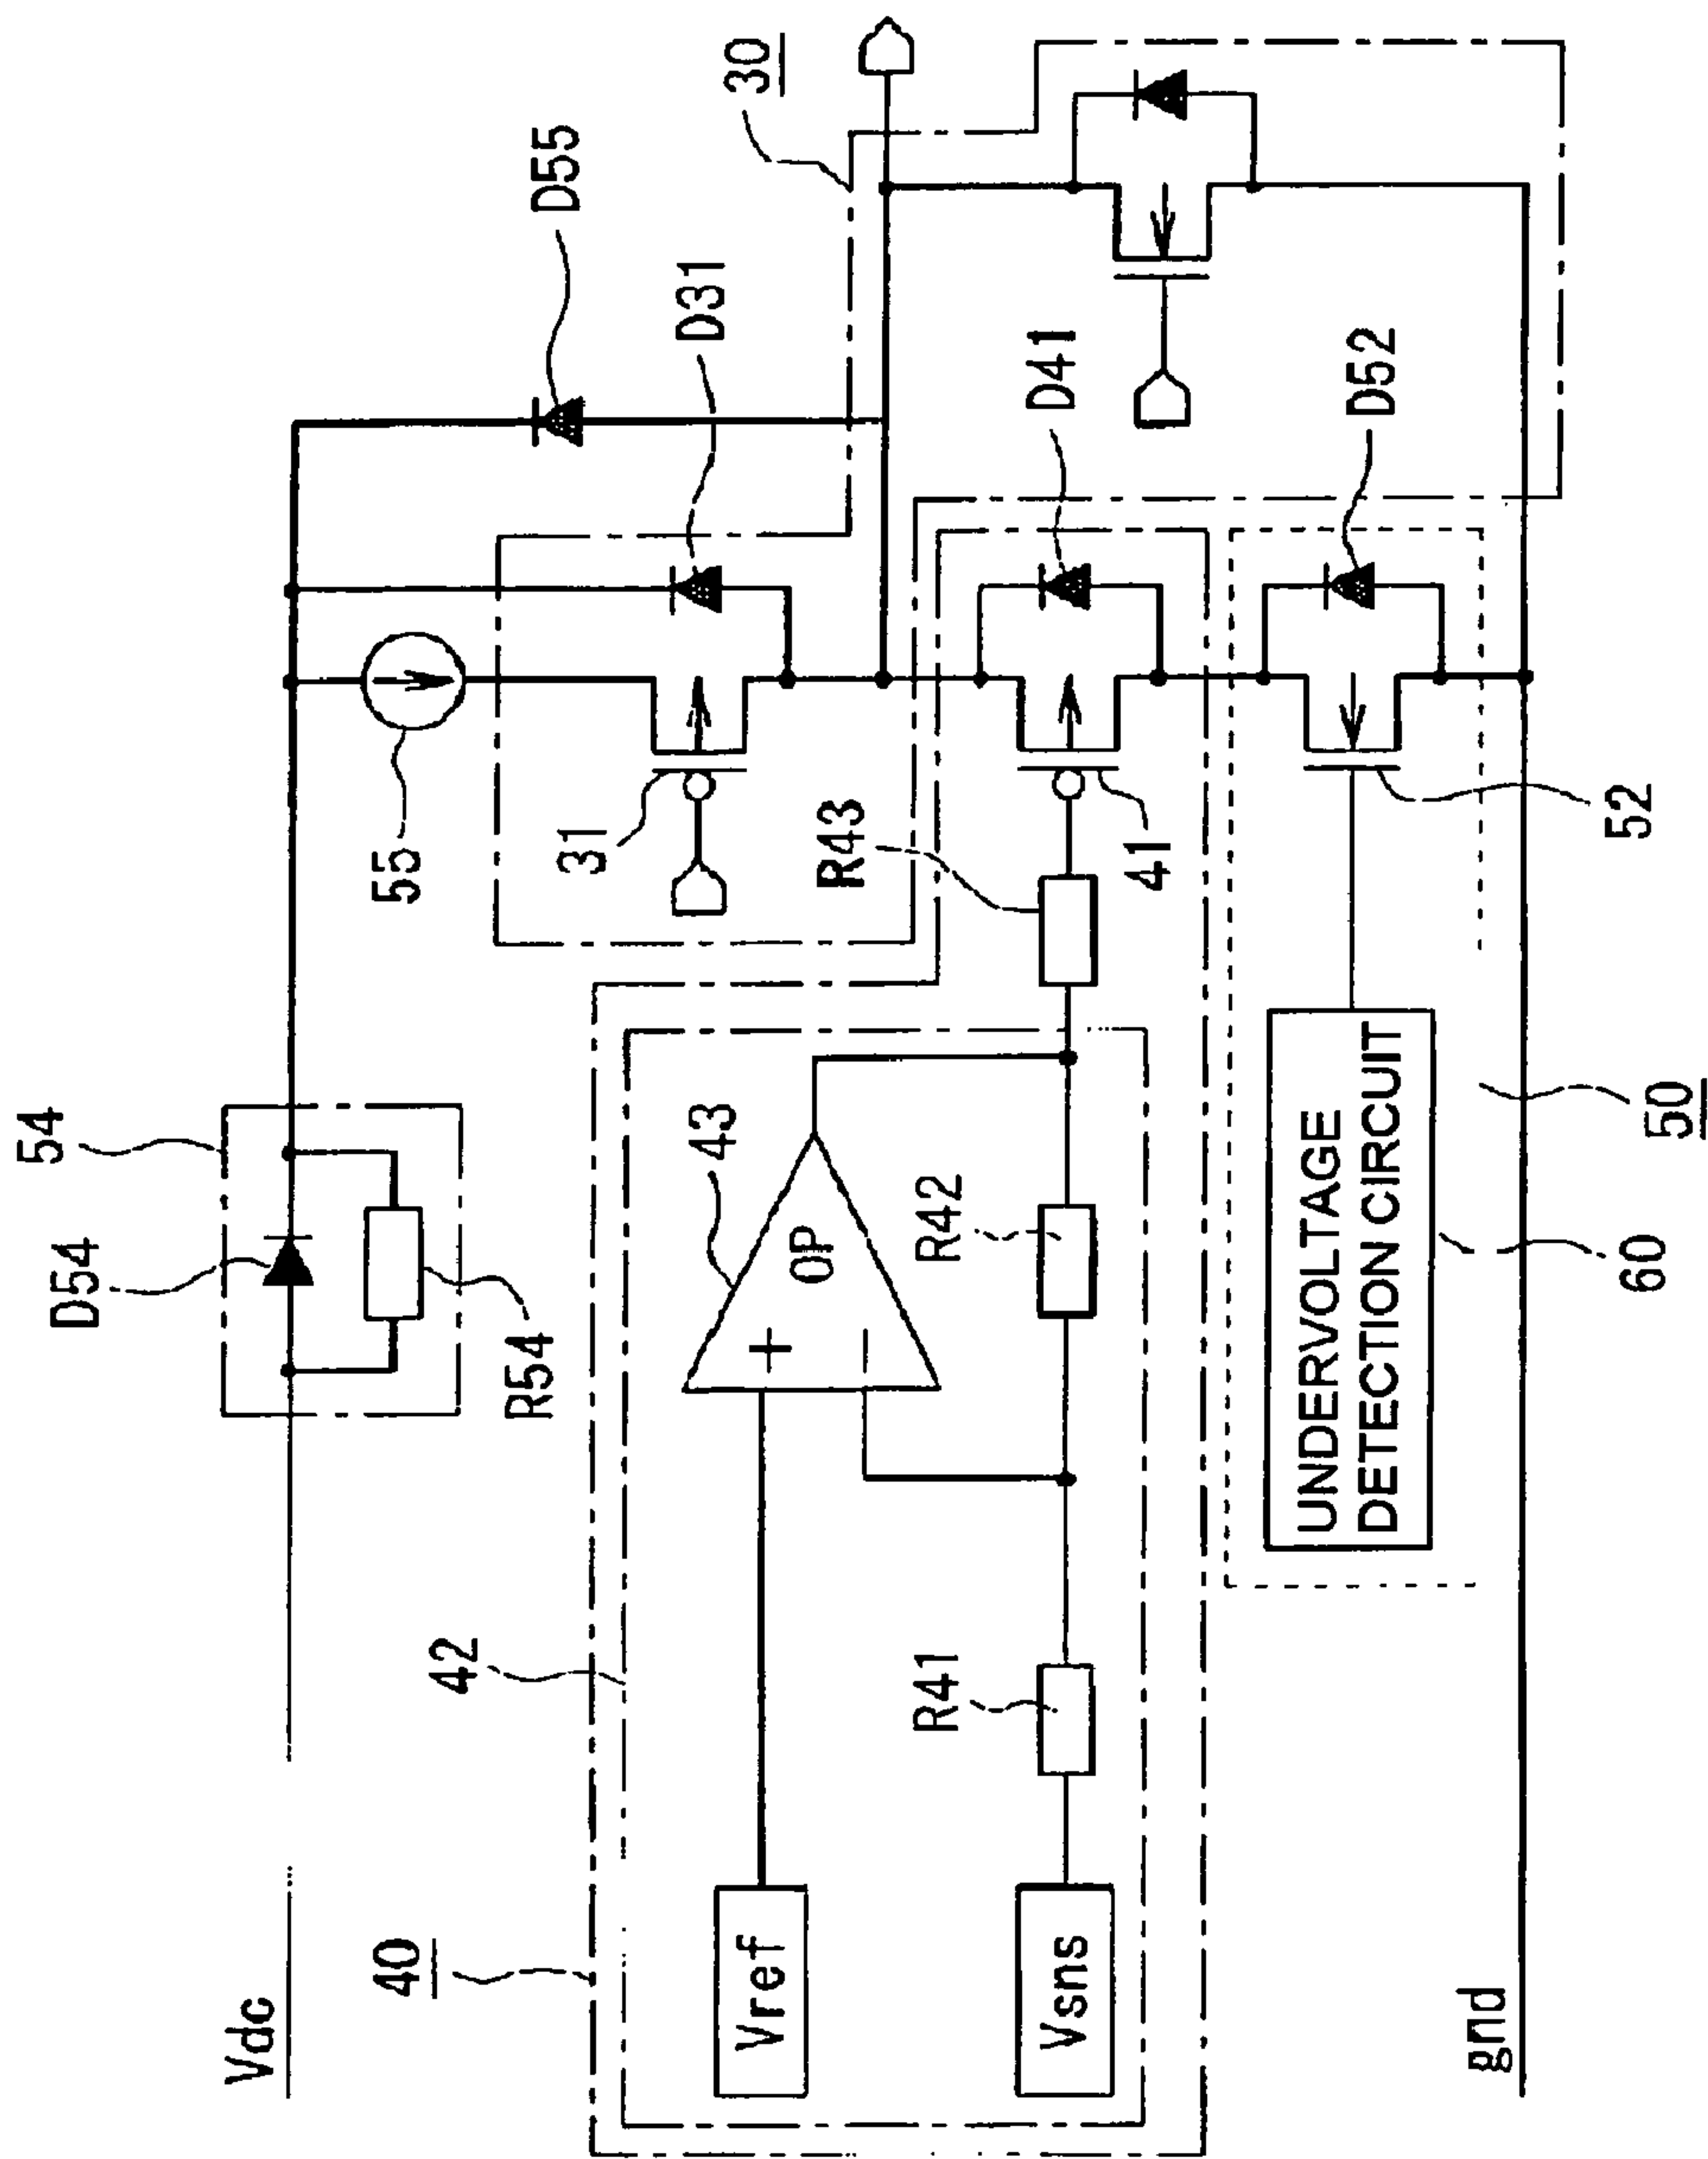 54
D54
Vdc
55
40
42
R54
D55
31
D31
43
30
Vref
+
OP
−
R43
R41
R42
D41
Vsns
41
UNDERVOLTAGE
DETECTION CIRCUIT
D52
gnd
52
60
50